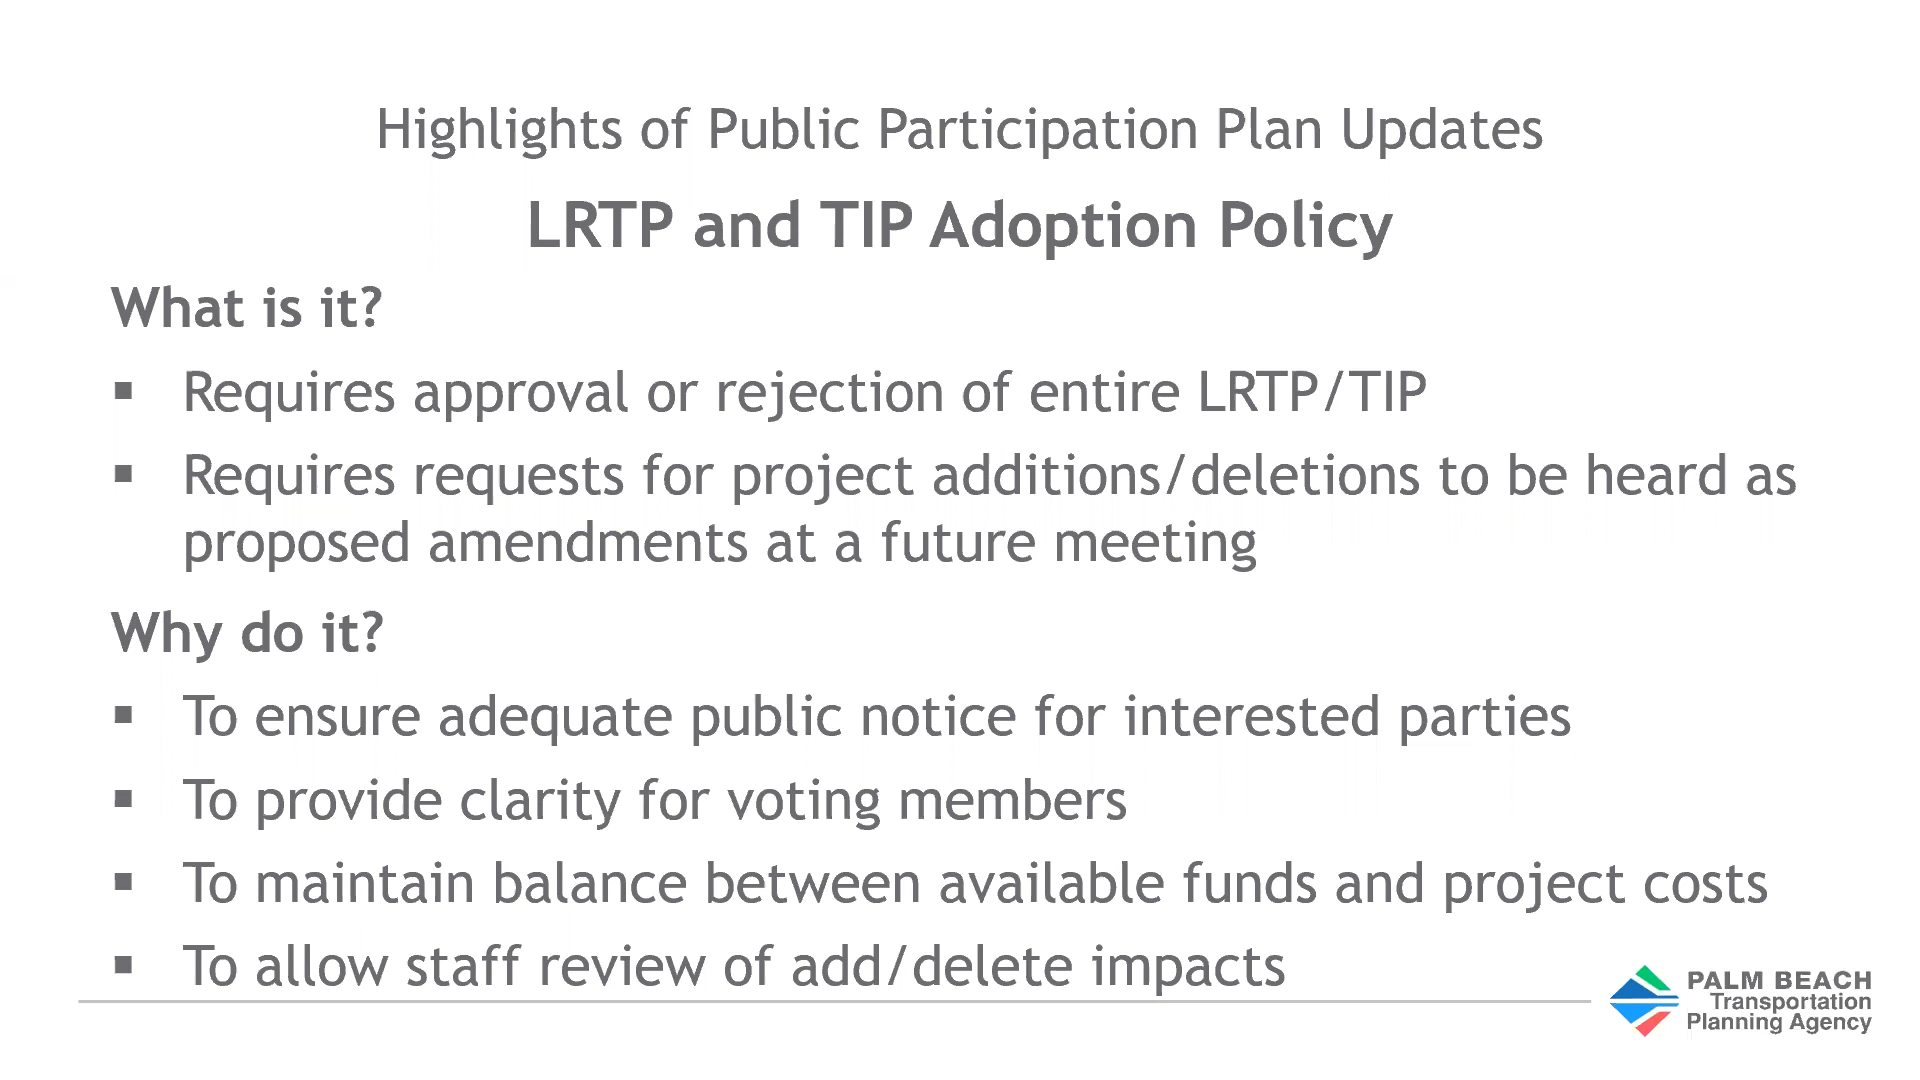 Highlights of Public Participation Plan Updates
LRTP and TIP Adoption Policy
What is it?
▪ Requires approval or rejection of entire LRTP/TIP
▪ Requires requests for project additions/deletions to be heard as
proposed amendments at a future meeting
Why do it?
▪ To ensure adequate public notice for interested parties
▪ To provide clarity for voting members
▪ To maintain balance between available funds and project costs
▪ To allow staff review of add/delete impacts
PALM BEACH
Transportation
Planning Agency